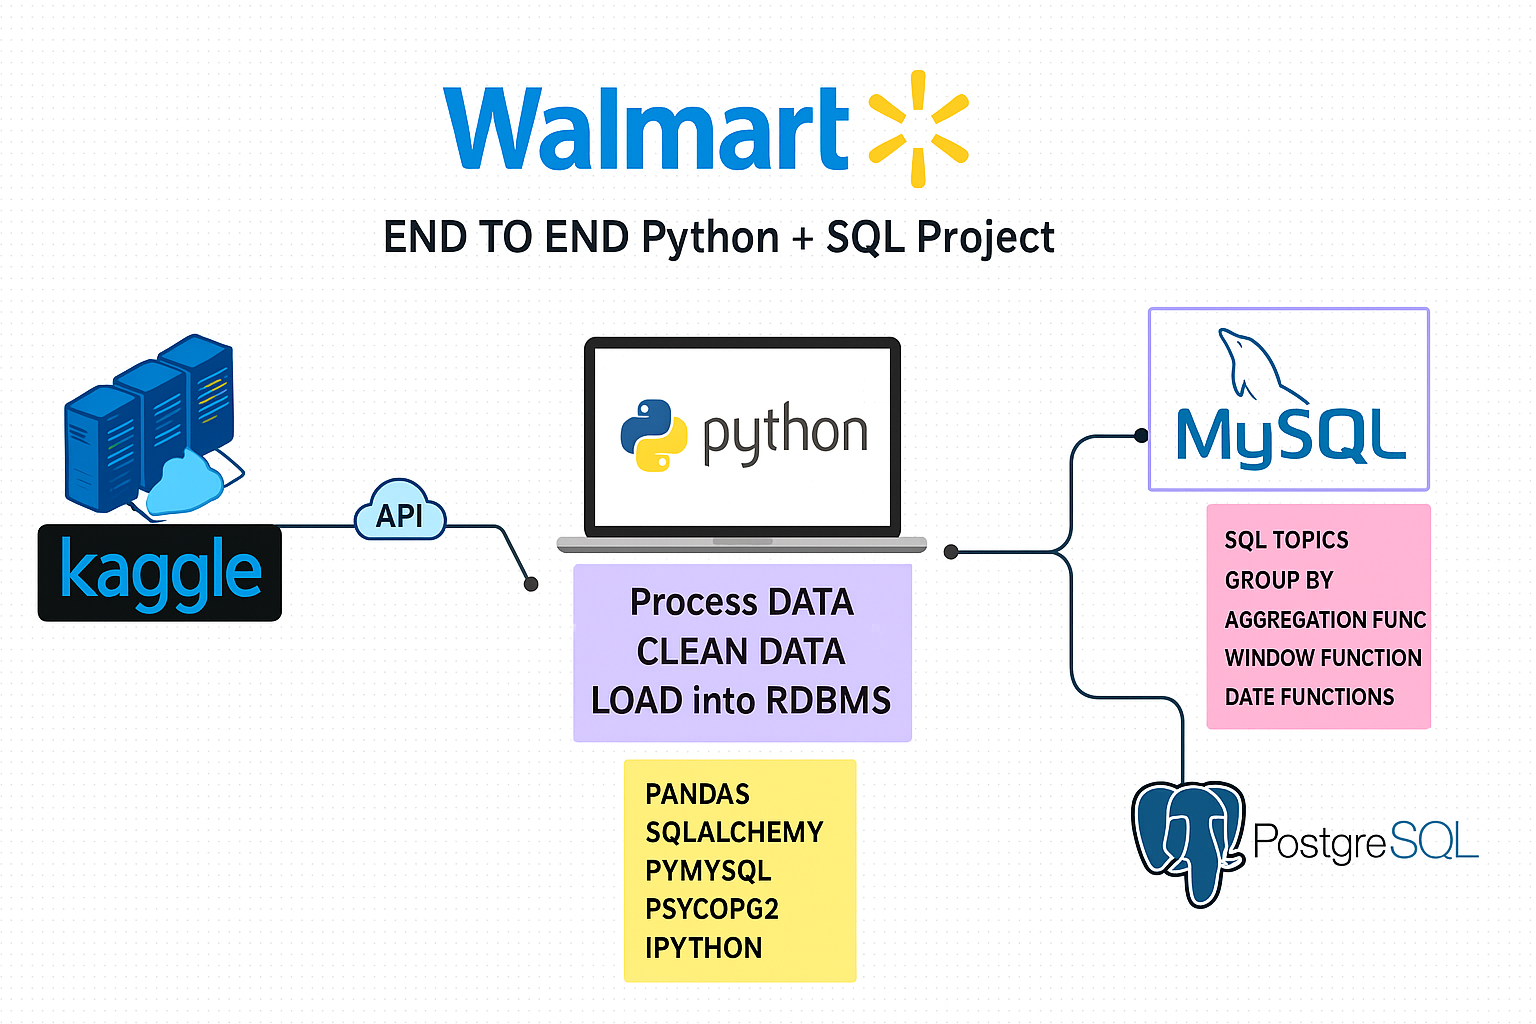 Walmart
END TO END Python + SQL Project
kaggle
API
python
Process DATA
CLEAN DATA
LOAD into RDBMS
PANDAS
SQLALCHEMY
PYMYSQL
PSYCOPG2
IPYTHON
MySQL
SQL TOPICS
GROUP BY
AGGREGATION FUNC
WINDOW FUNCTION
DATE FUNCTIONS
PostgreSQL